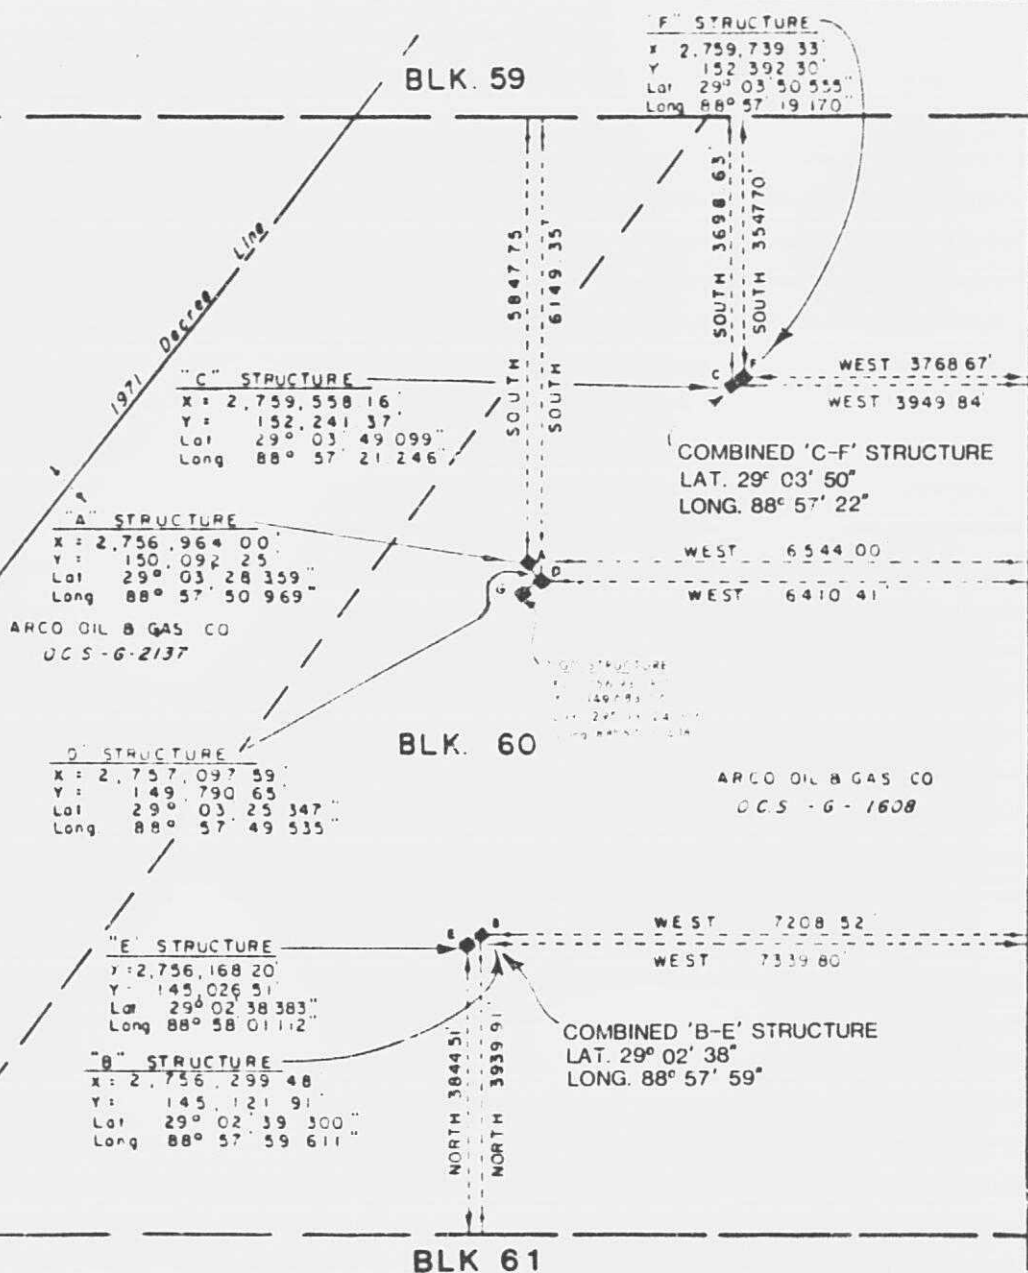 "F" STRUCTURE
X 2,759,739 33'
Y 152 392 30'
Lat 29° 03' 50 555"
Long 88° 57' 19 170"
BLK. 59
1971 Decree Line
SOUTH 5847 75
SOUTH 6149 35'
SOUTH 3698 63'
SOUTH 354770'
"C" STRUCTURE
X = 2,759,558 16'
Y = 152,241 37'
Lat 29° 03' 49 099"
Long 88° 57' 21 246"
C
F
WEST 3768 67'
WEST 3949 84'
COMBINED 'C-F' STRUCTURE
LAT. 29° 03' 50"
LONG. 88° 57' 22"
"A" STRUCTURE
X = 2,756,964 00'
Y = 150,092 25'
Lat 29° 03' 28 359"
Long 88° 57' 50 969"
A
D
G
WEST 6544 00
WEST 6410 41'
ARCO OIL & GAS CO
OCS-G-2137
STRUCTURE
BLK. 60
D" STRUCTURE
X = 2,757,097 59'
Y = 149 790 65'
Lat 29° 03' 25 347"
Long 88° 57' 49 535"
ARCO OIL & GAS CO
OCS - G - 1608
"E" STRUCTURE
Y =2,756,168 20'
Y 145,026 51'
Lat 29° 02' 38 383"
Long 88° 58' 01 112"
E
B
WEST 7208 52'
WEST 7339 80'
"B" STRUCTURE
X = 2,756,299 48
Y = 145,121 91'
Lat 29° 02' 39 300"
Long 88° 57' 59 611"
NORTH 3844 51'
NORTH 3939 91'
COMBINED 'B-E' STRUCTURE
LAT. 29° 02' 38"
LONG. 88° 57' 59"
BLK 61